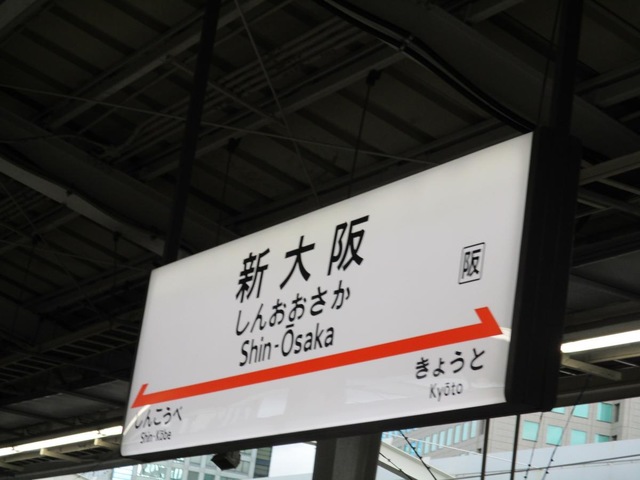 新大阪
阪
しんおおさか
Shin-Ōsaka
きょうと
Kyōto
しんこうべ
Shin-Kōbe